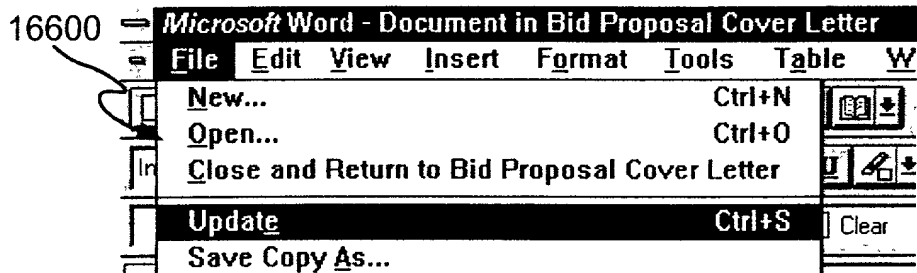 16600
Microsoft Word - Document in Bid Proposal Cover Letter
File Edit View Insert Format Tools Table W
New... Ctrl+N
Open... Ctrl+O
Close and Return to Bid Proposal Cover Letter
In U
Update Ctrl+S Clear
Save Copy As...